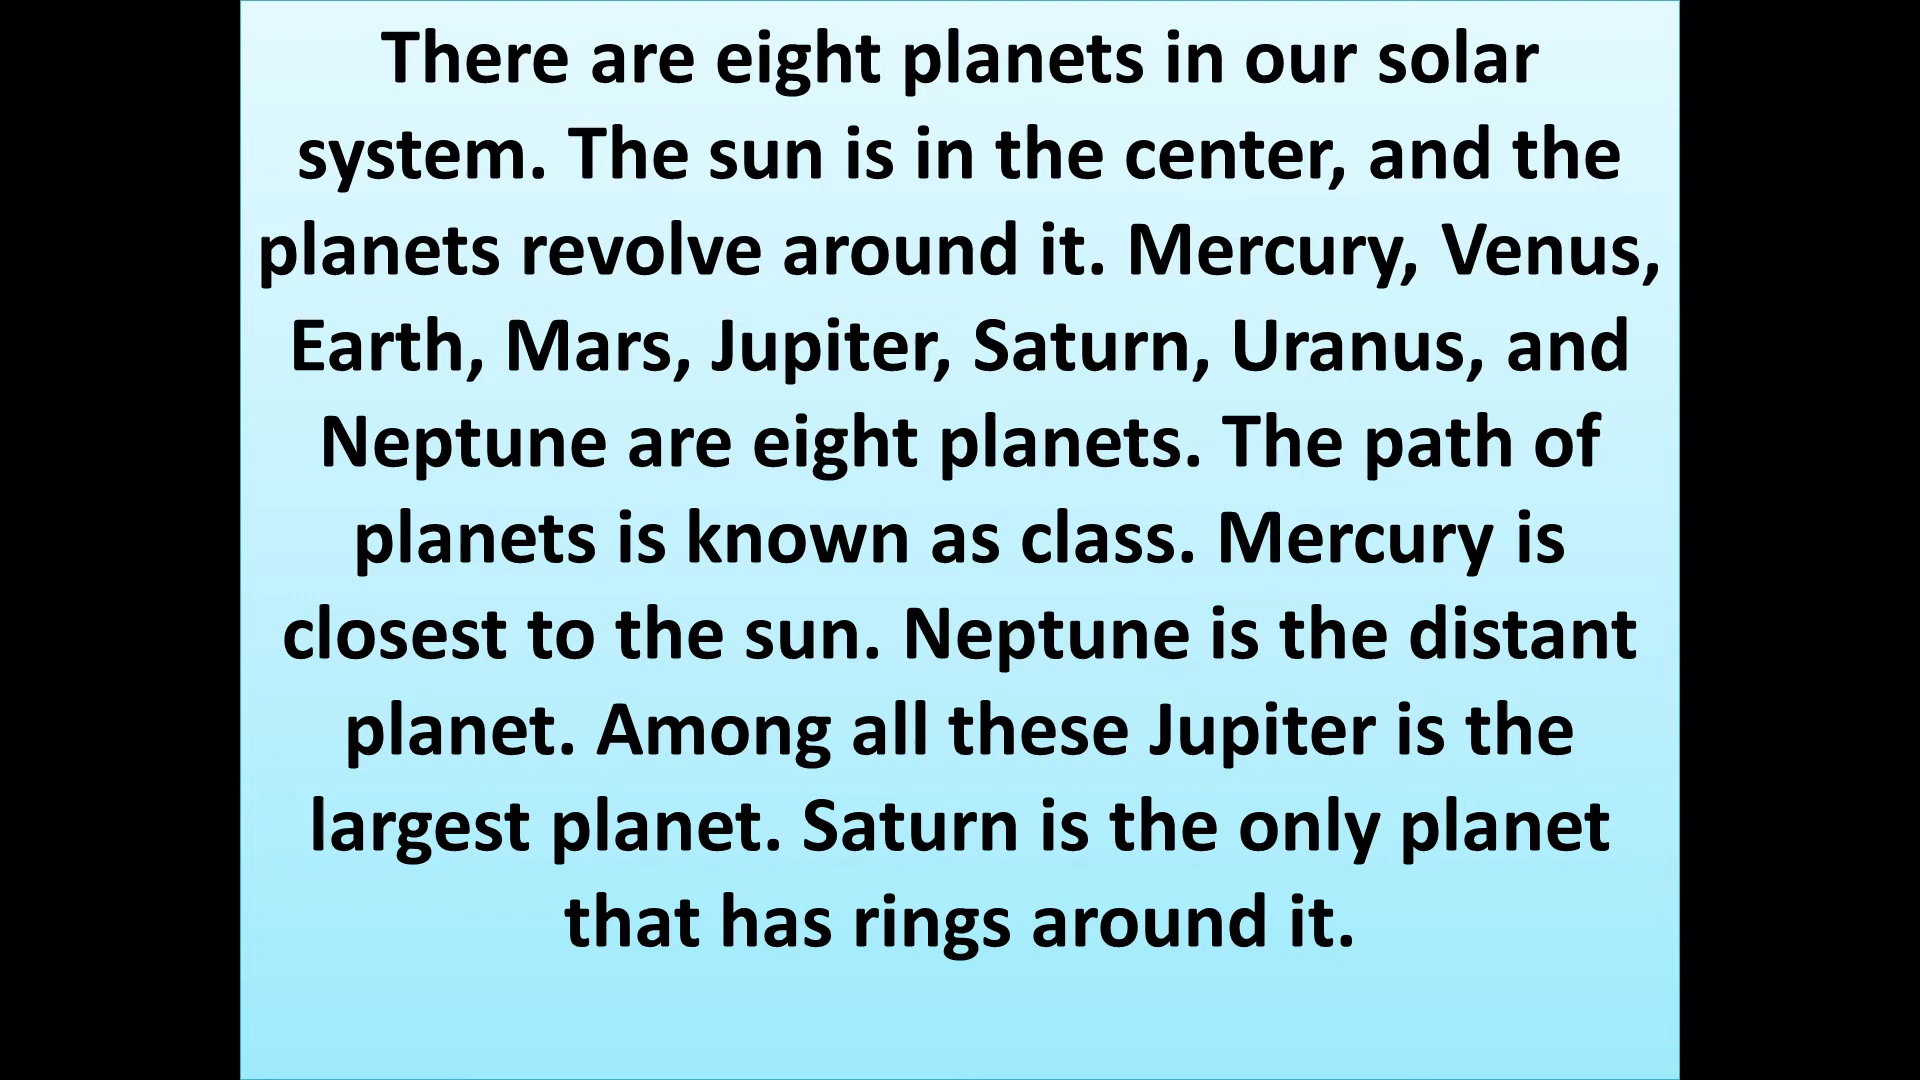 There are eight planets in our solar
system. The sun is in the center, and the
planets revolve around it. Mercury, Venus,
Earth, Mars, Jupiter, Saturn, Uranus, and
Neptune are eight planets. The path of
planets is known as class. Mercury is
closest to the sun. Neptune is the distant
planet. Among all these Jupiter is the
largest planet. Saturn is the only planet
that has rings around it.